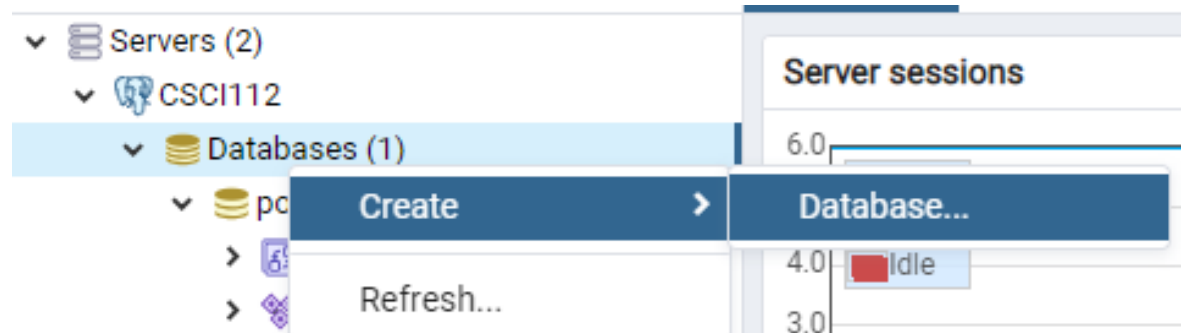 Servers (2)
CSCI112
Databases (1)
Create
Database...
Refresh...
Server sessions
6.0
4.0
Idle
3.0